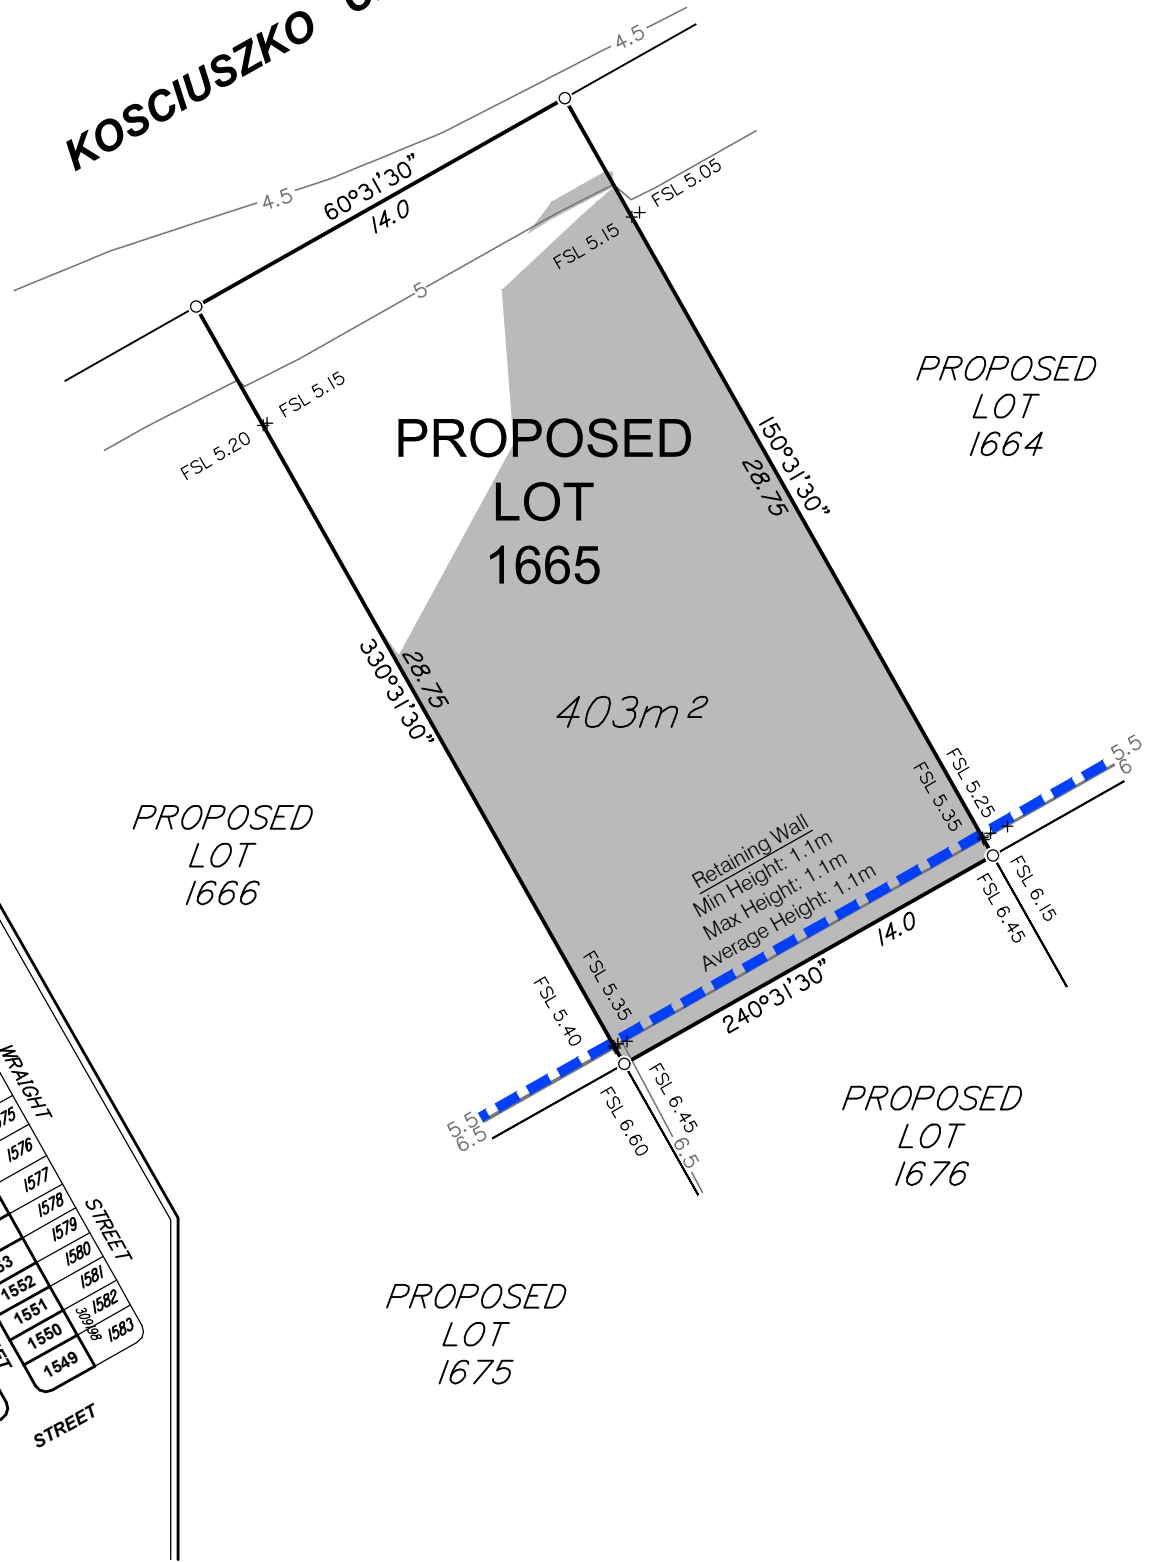 KOSCIUSZKO
4.5
4.5
60°31'30"
14.0
FSL 5.05
FSL 5.15
5
FSL 5.15
FSL 5.20
PROPOSED
LOT
1664
PROPOSED
LOT
1665
150°31'30"
28.75
330°31'30"
28.75
403m²
PROPOSED
LOT
1666
Retaining Wall
Min Height: 1.1m
Max Height: 1.1m
Average Height: 1.1m
FSL 5.25
FSL 5.35
5.5
6
FSL 6.15
FSL 6.45
14.0
240°31'30"
FSL 5.35
FSL 5.40
5.5
6.5
FSL 6.45
FSL 6.60
6.5
PROPOSED
LOT
1676
PROPOSED
LOT
1675
WRAIGHT
STREET
75
1576
1577
1578
1579
1580
1581
1582
1583
309198
53
1552
1551
1550
1549
ET
STREET